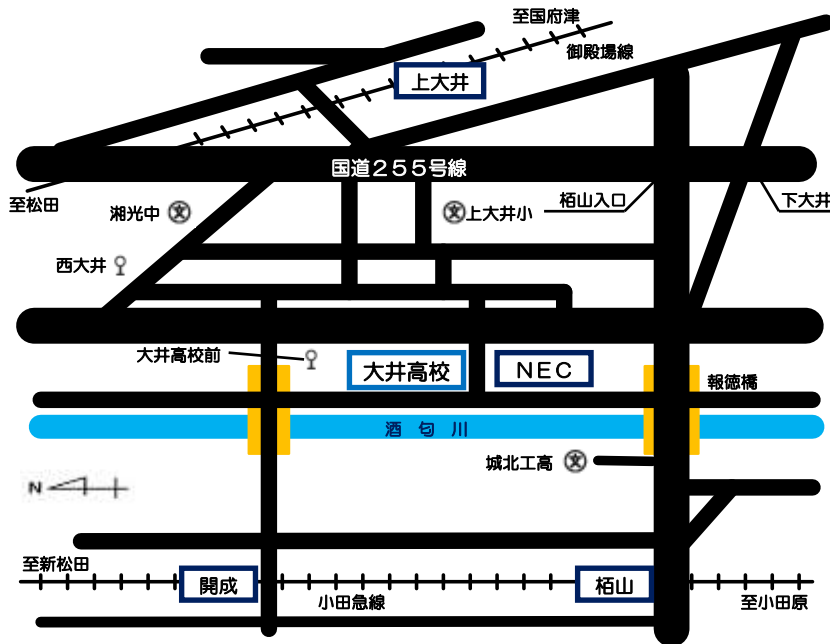 至国府津
御殿場線
上大井
国道２５５号線
至松田
湘光中
文
文
上大井小
栢山入口
下大井
西大井
大井高校前
大井高校
ＮＥＣ
報徳橋
酒匂川
城北工高
文
N
至新松田
開成
小田急線
栢山
至小田原